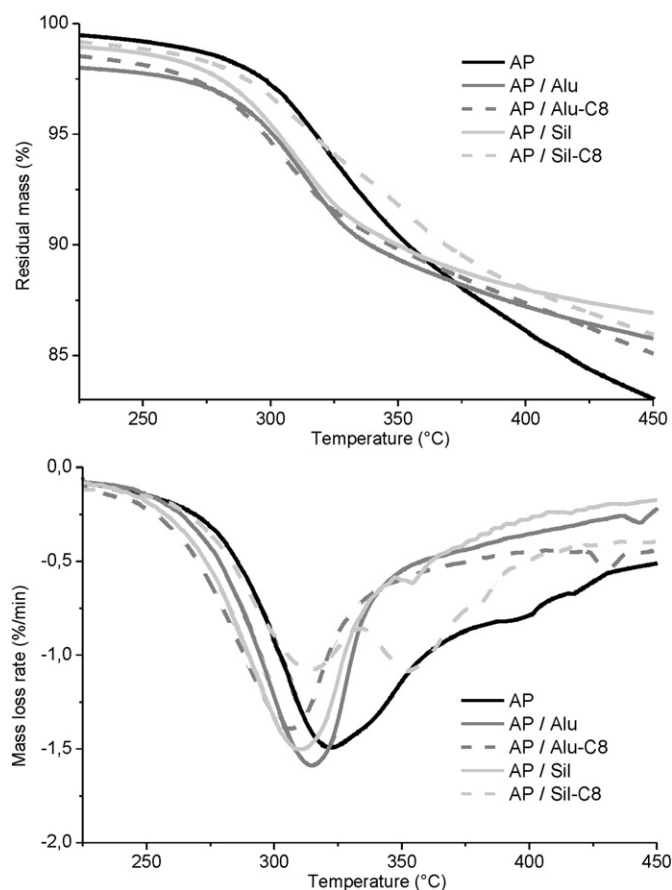 100
95
90
85
Residual mass (%)
AP
AP / Alu
AP / Alu-C8
AP / Sil
AP / Sil-C8
250 300 350 400 450
Temperature (°C)
0,0
-0,5
-1,0
-1,5
-2,0
Mass loss rate (%/min)
AP
AP / Alu
AP / Alu-C8
AP / Sil
AP / Sil-C8
250 300 350 400 450
Temperature (°C)